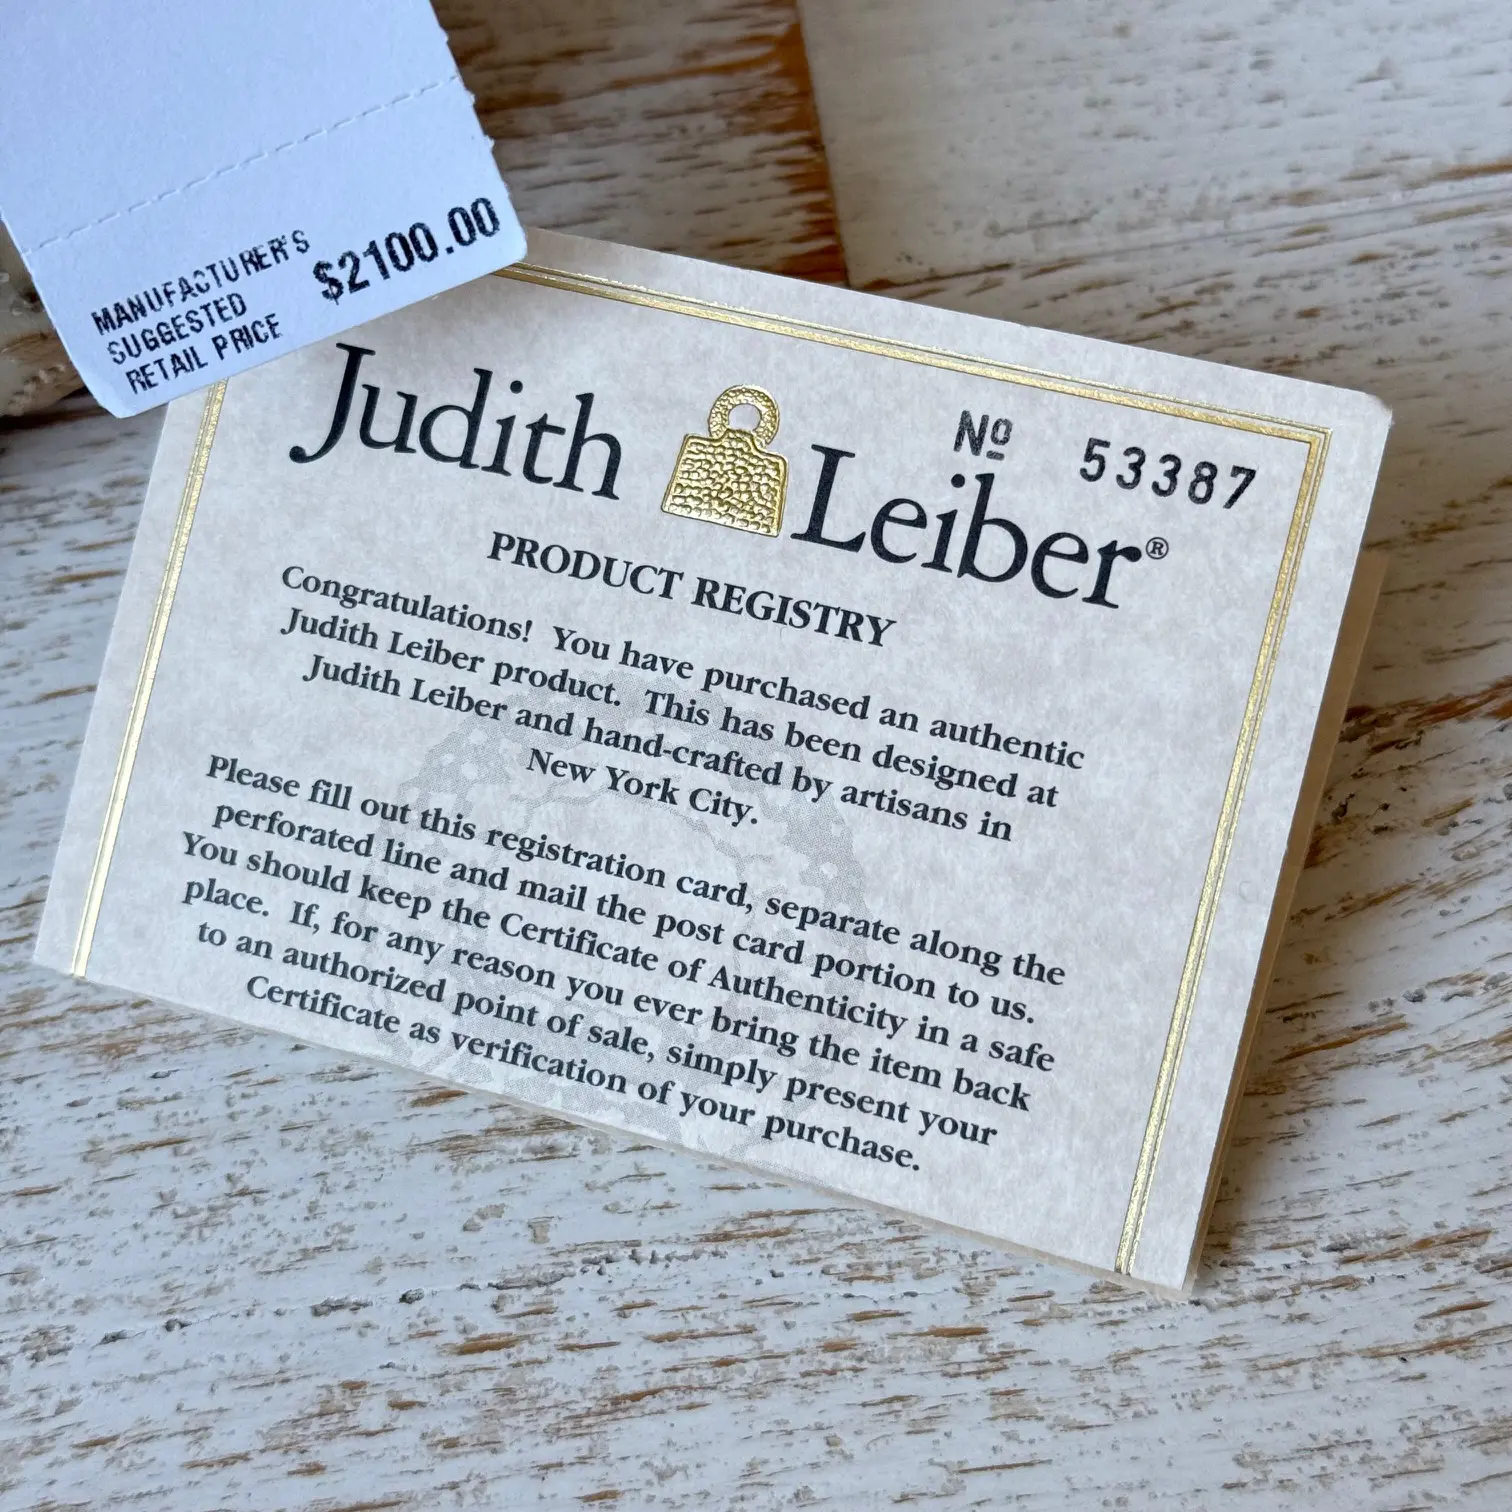 MANUFACTURER'S
SUGGESTED
RETAIL PRICE
$2100.00
Judith Leiber®
Nº 53387
PRODUCT REGISTRY
Congratulations! You have purchased an authentic
Judith Leiber product. This has been designed at
Judith Leiber and hand-crafted by artisans in
New York City.
Please fill out this registration card, separate along the
perforated line and mail the post card portion to us.
You should keep the Certificate of Authenticity in a safe
place. If, for any reason you ever bring the item back
to an authorized point of sale, simply present your
Certificate as verification of your purchase.